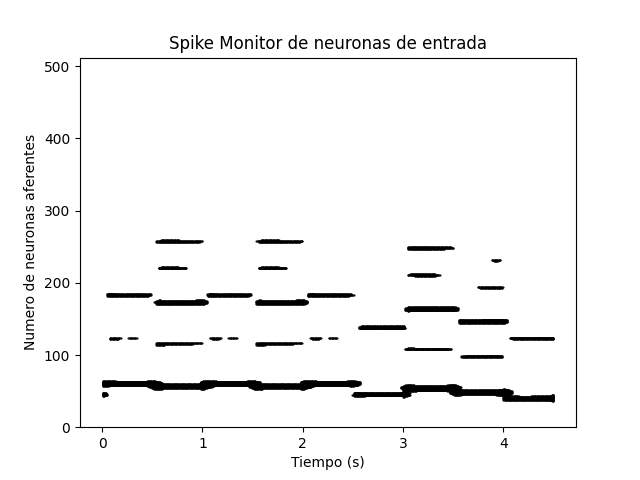 Spike Monitor de neuronas de entrada
Numero de neuronas aferentes
500
400
300
200
100
0
0 1 2 3 4
Tiempo (s)